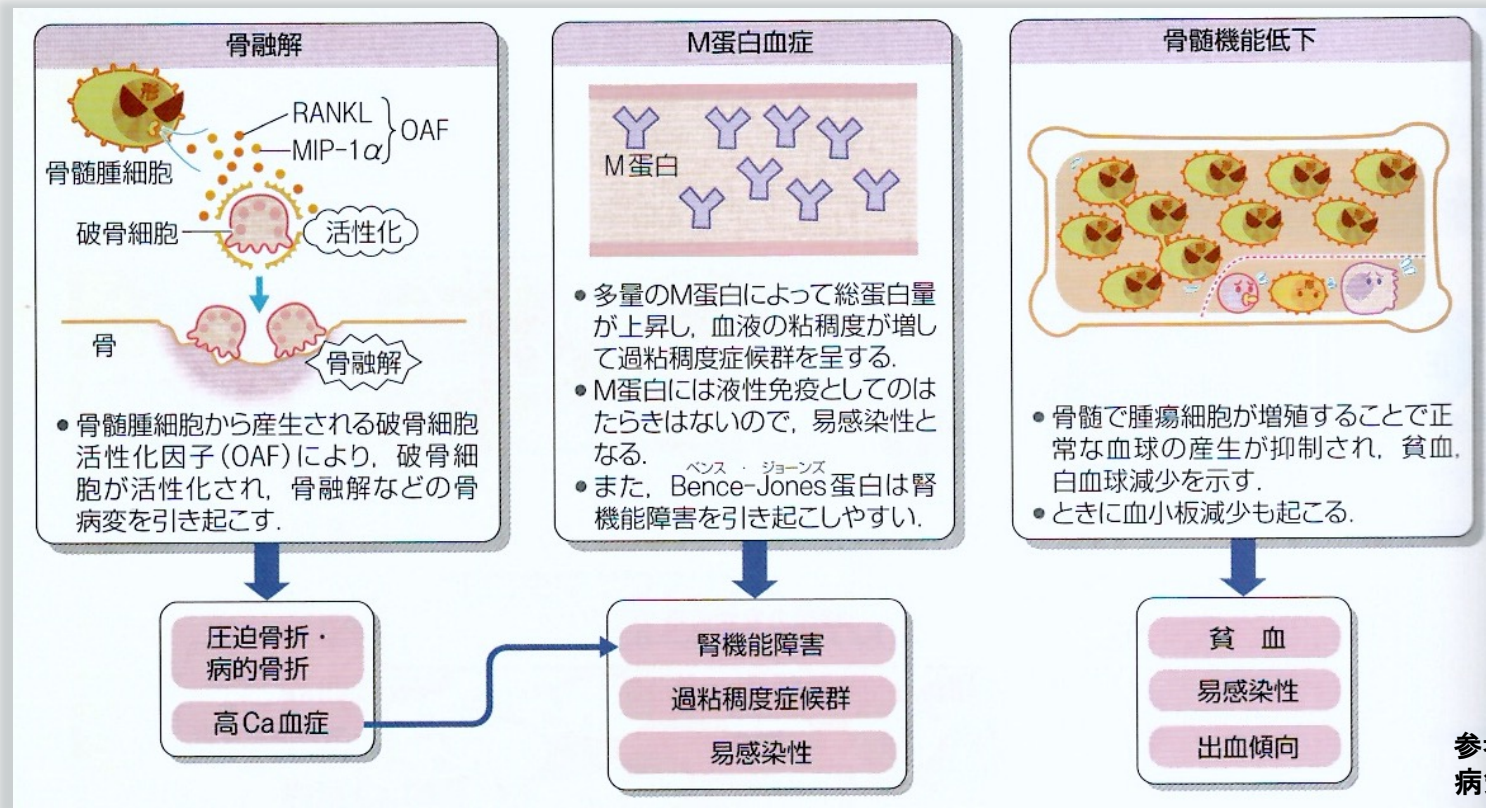 骨融解
形
RANKL
MIP-1α
OAF
骨髄腫細胞
破骨細胞
活性化
骨
骨融解
● 骨髄腫細胞から産生される破骨細胞
活性化因子(OAF)により，破骨細
胞が活性化され，骨融解などの骨
病変を引き起こす．
圧迫骨折・
病的骨折
高Ca血症
M蛋白血症
M蛋白
● 多量のM蛋白によって総蛋白量
が上昇し，血液の粘稠度が増し
て過粘稠度症候群を呈する．
● M蛋白には液性免疫としてのは
たらきはないので，易感染性と
なる．
ベンス・ジョーンズ
● また，Bence-Jones蛋白は腎
機能障害を引き起こしやすい．
腎機能障害
過粘稠度症候群
易感染性
骨髄機能低下
● 骨髄で腫瘍細胞が増殖することで正
常な血球の産生が抑制され，貧血，
白血球減少を示す．
● ときに血小板減少も起こる．
貧　血
易感染性
出血傾向